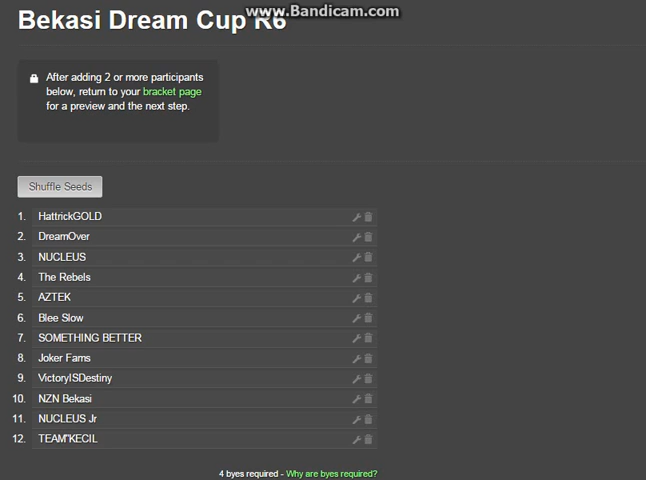 www.Bandicam.com
Bekasi Dream Cup R6
After adding 2 or more participants
below, return to your bracket page
for a preview and the next step.
Shuffle Seeds
1. HattrickGOLD
2. DreamOver
3. NUCLEUS
4. The Rebels
5. AZTEK
6. Blee Slow
7. SOMETHING BETTER
8. Joker Fams
9. VictoryISDestiny
10. NZN Bekasi
11. NUCLEUS Jr
12. TEAM"KECIL
4 byes required - Why are byes required?